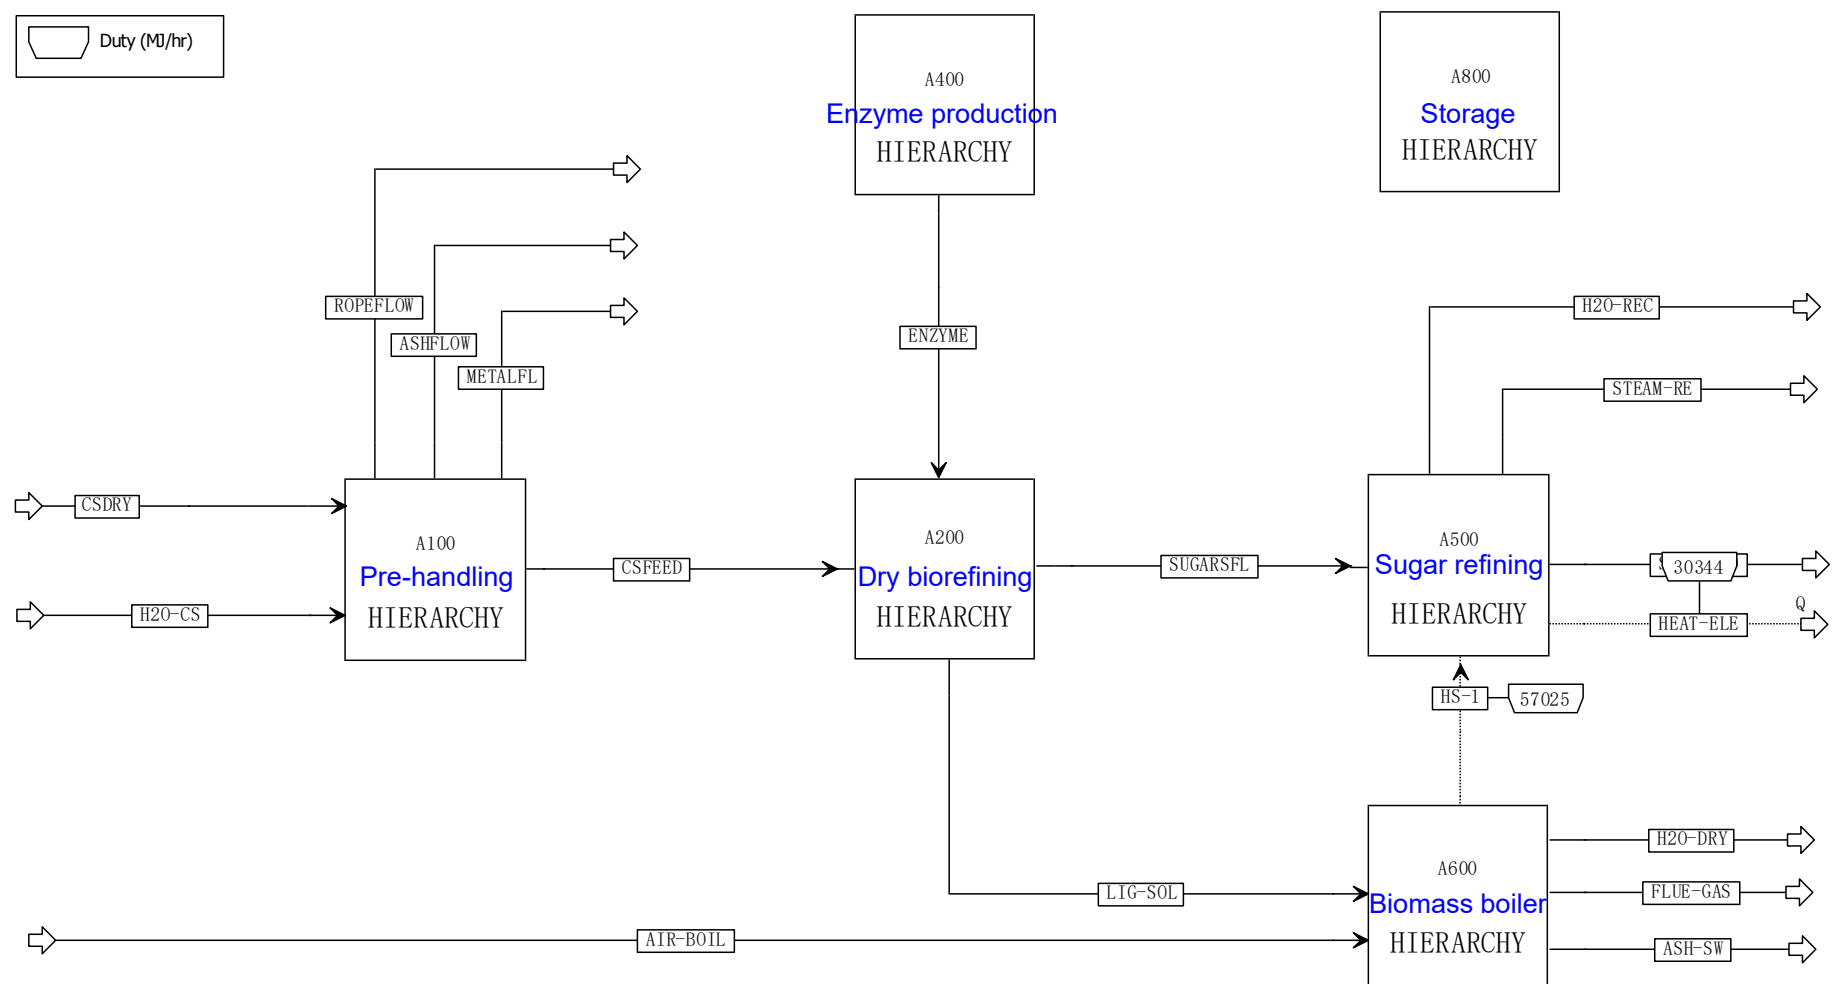 Duty (MJ/hr)
A400
Enzyme production
HIERARCHY
A800
Storage
HIERARCHY
ROPEFLOW
ASHFLOW
METALFL
ENZYME
H2O-REC
STEAM-RE
CSDRY
H2O-CS
A100
Pre-handling
HIERARCHY
CSFEED
A200
Dry biorefining
HIERARCHY
SUGARSFL
A500
Sugar refining
HIERARCHY
30344
Q
HEAT-ELE
HS-1
57025
LIG-SOL
AIR-BOIL
A600
Biomass boiler
HIERARCHY
H2O-DRY
FLUE-GAS
ASH-SW